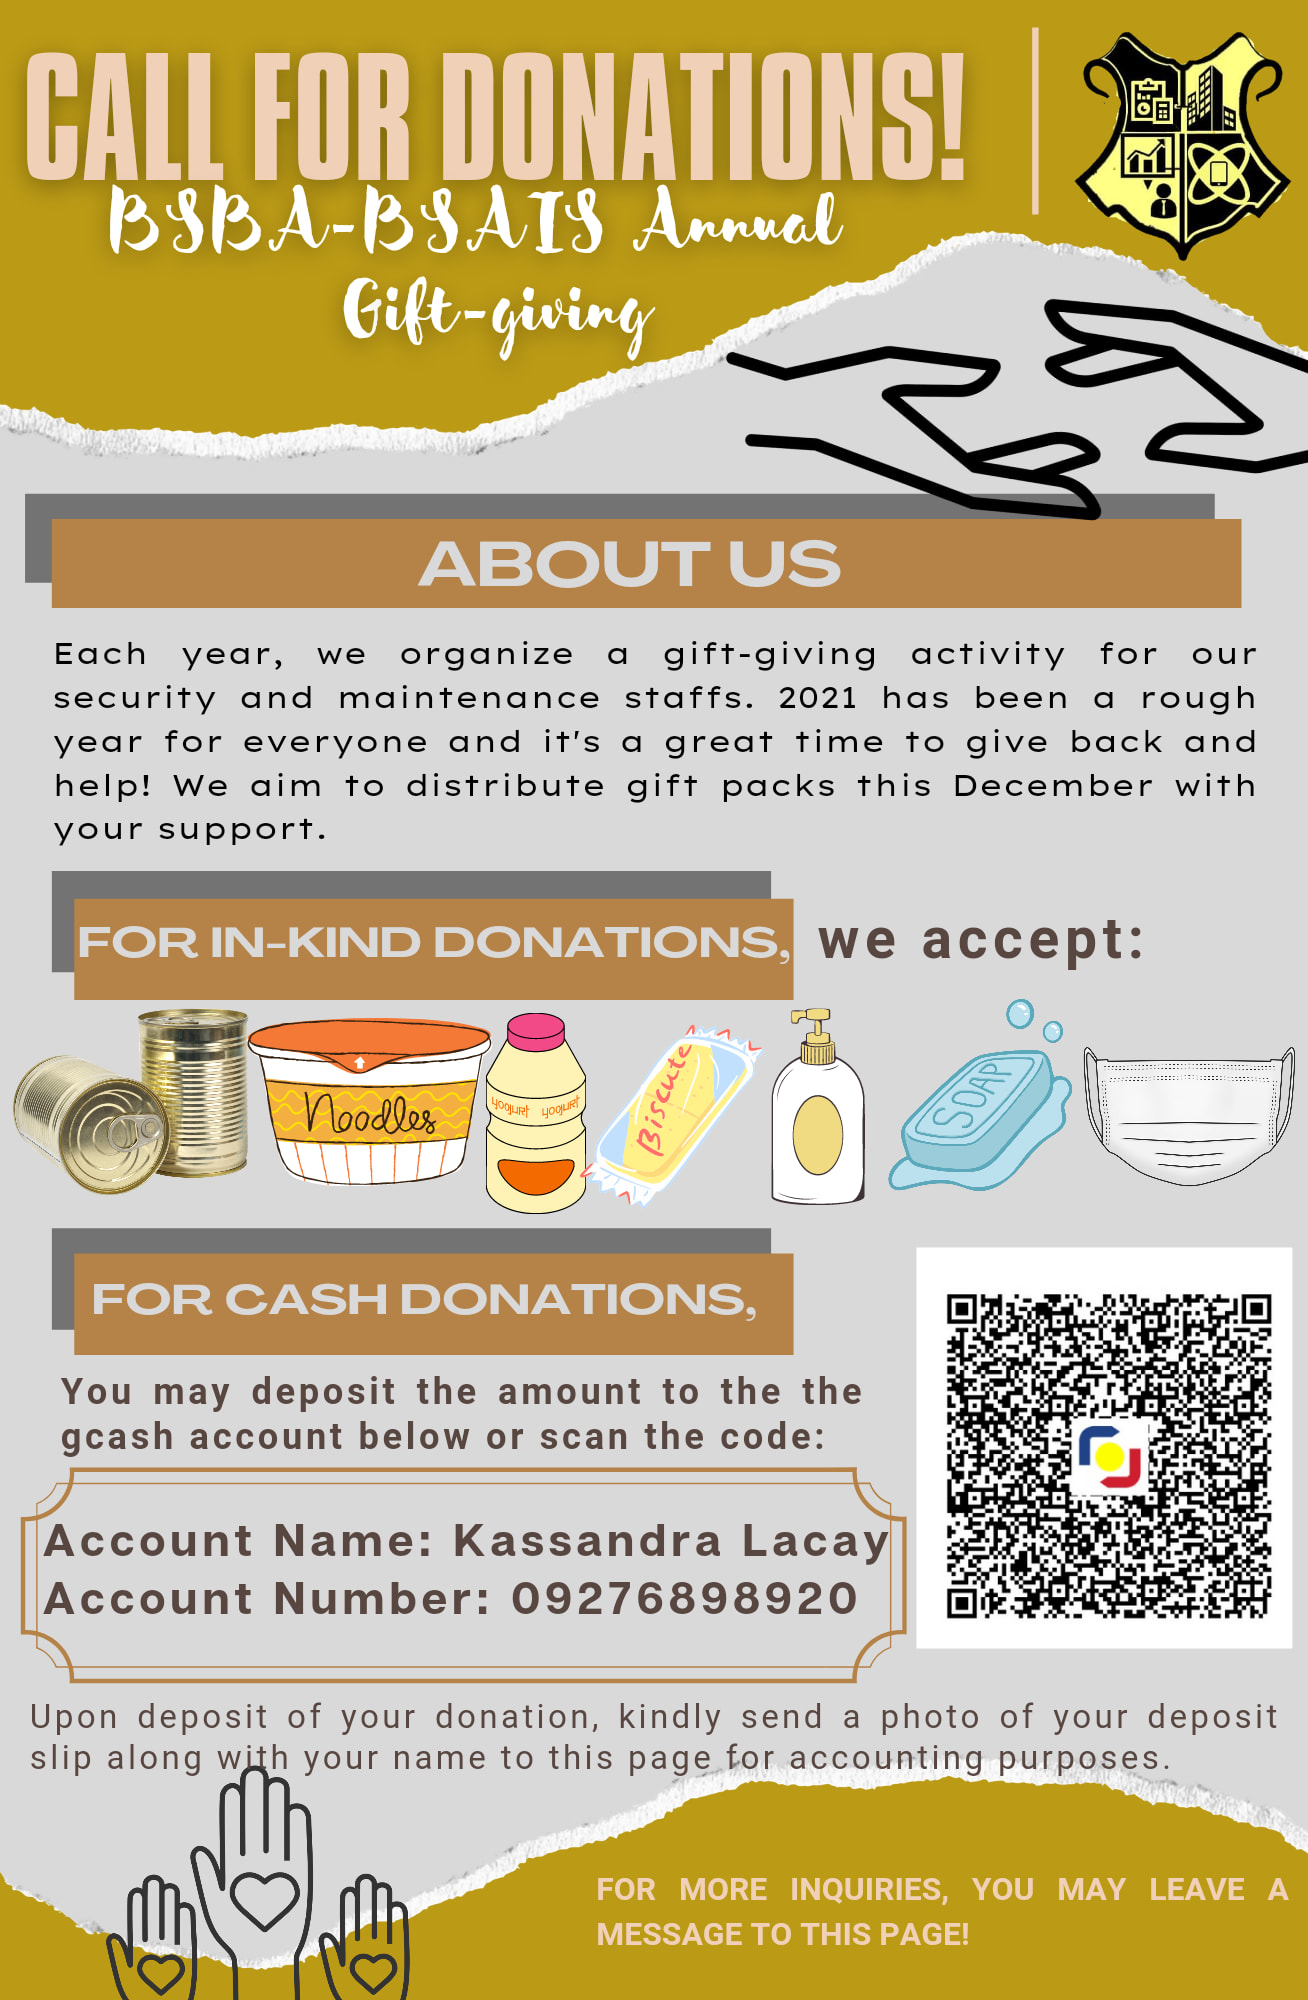 CALL FOR DONATIONS!
BSBA-BSAIS Annual
Gift-giving
ABOUT US
Each year, we organize a gift-giving activity for our
security and maintenance staffs. 2021 has been a rough
year for everyone and it's a great time to give back and
help! We aim to distribute gift packs this December with
your support.
FOR IN-KIND DONATIONS, we accept:
Noodles
yoojurt yoojurt
Biscute
SOAP
FOR CASH DONATIONS,
You may deposit the amount to the the
gcash account below or scan the code:
Account Name: Kassandra Lacay
Account Number: 09276898920
Upon deposit of your donation, kindly send a photo of your deposit
slip along with your name to this page for accounting purposes.
FOR MORE INQUIRIES, YOU MAY LEAVE A
MESSAGE TO THIS PAGE!